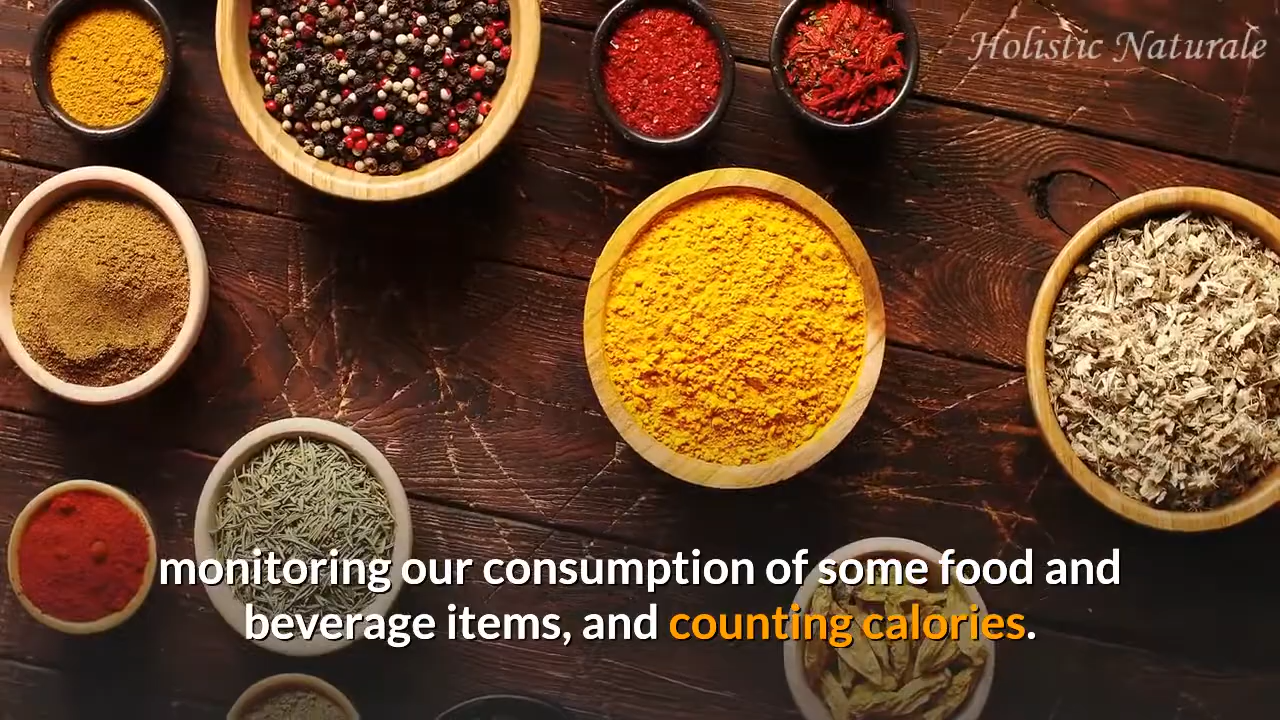 Holistic Naturale
monitoring our consumption of some food and
beverage items, and counting calories.